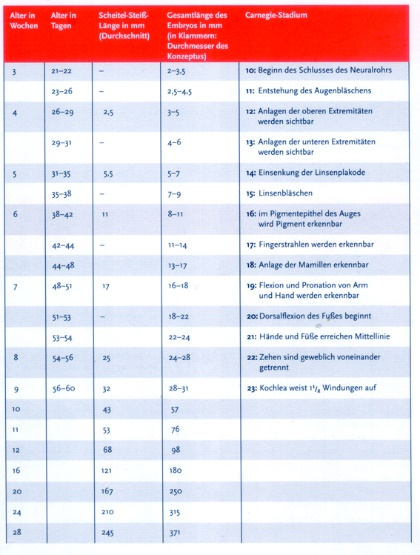 Alter in Wochen | Alter in Tagen | Scheitel-Steiß-Länge in mm (Durchschnitt) | Gesamtlänge des Embryos in mm (in Klammern: Durchmesser des Konzeptus) | Carnegie-Stadium
3 | 21–22 | – | 2–3,5 | 10: Beginn des Schlusses des Neuralrohrs
23–26 | – | 2,5–4,5 | 11: Entstehung des Augenbläschens
4 | 26–29 | 2,5 | 3–5 | 12: Anlagen der oberen Extremitäten
werden sichtbar
29–31 | – | 4–6 | 13: Anlagen der unteren Extremitäten
werden sichtbar
5 | 31–35 | 5,5 | 5–7 | 14: Einsenkung der Linsenplakode
35–38 | – | 7–9 | 15: Linsenbläschen
6 | 38–42 | 11 | 8–11 | 16: im Pigmentepithel des Auges
wird Pigment erkennbar
42–44 | – | 11–14 | 17: Fingerstrahlen werden erkennbar
44–48 | – | 13–17 | 18: Anlage der Mamillen erkennbar
7 | 48–51 | 17 | 16–18 | 19: Flexion und Pronation von Arm
und Hand werden erkennbar
51–53 | – | 18–22 | 20: Dorsalflexion des Fußes beginnt
53–54 | 22–24 | 21: Hände und Füße erreichen Mittellinie
8 | 54–56 | 25 | 24–28 | 22: Zehen sind geweblich voneinander
getrennt
9 | 56–60 | 32 | 28–31 | 23: Kochlea weist 1¹/₄ Windungen auf
10 | 43 | 57
11 | 53 | 76
12 | 68 | 98
16 | 121 | 180
20 | 167 | 250
24 | 210 | 315
28 | 245 | 371